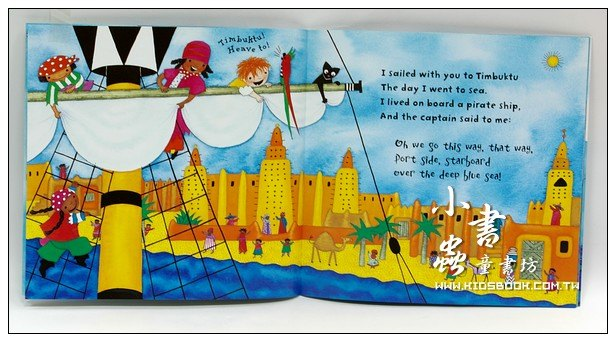 Timbuktu!
Heave to!
I sailed with you to Timbuktu
The day I went to sea.
I lived on board a pirate ship,
And the captain said to me:
Oh we go this way, that way,
Port side, starboard
over the deep blue sea!
小書蟲
童書坊
WWW.KIDSBOOK.COM.TW